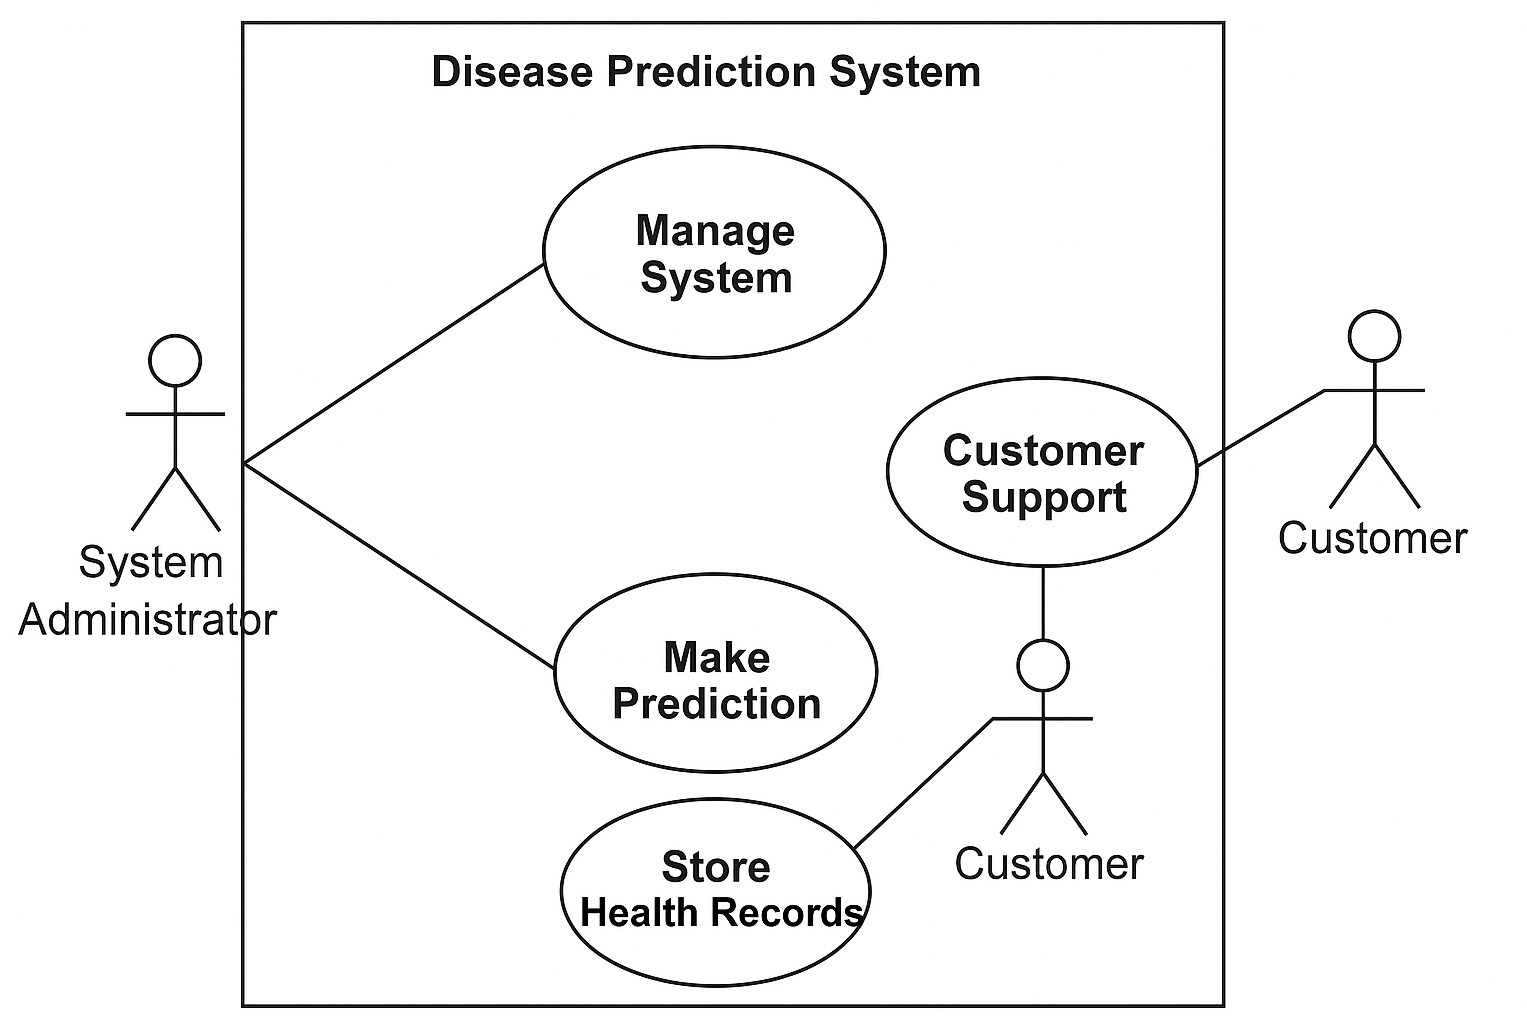 Disease Prediction System
Manage
System
Customer
Support
Customer
System
Administrator
Make
Prediction
Store
Health Records
Customer